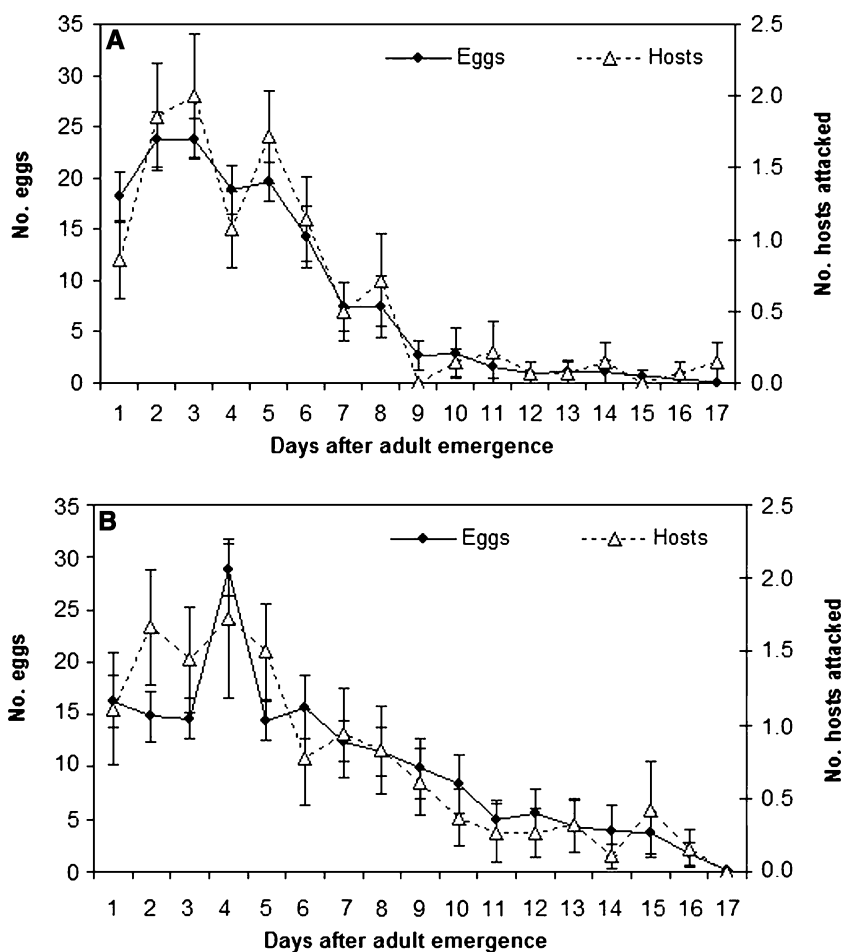 A
Eggs Hosts
35
30
25
20
15
10
5
0
No. eggs
2.5
2.0
1.5
1.0
0.5
0.0
No. hosts attacked
1 2 3 4 5 6 7 8 9 10 11 12 13 14 15 16 17
Days after adult emergence
B
Eggs Hosts
35
30
25
20
15
10
5
0
No. eggs
2.5
2.0
1.5
1.0
0.5
0.0
No. hosts attacked
1 2 3 4 5 6 7 8 9 10 11 12 13 14 15 16 17
Days after adult emergence